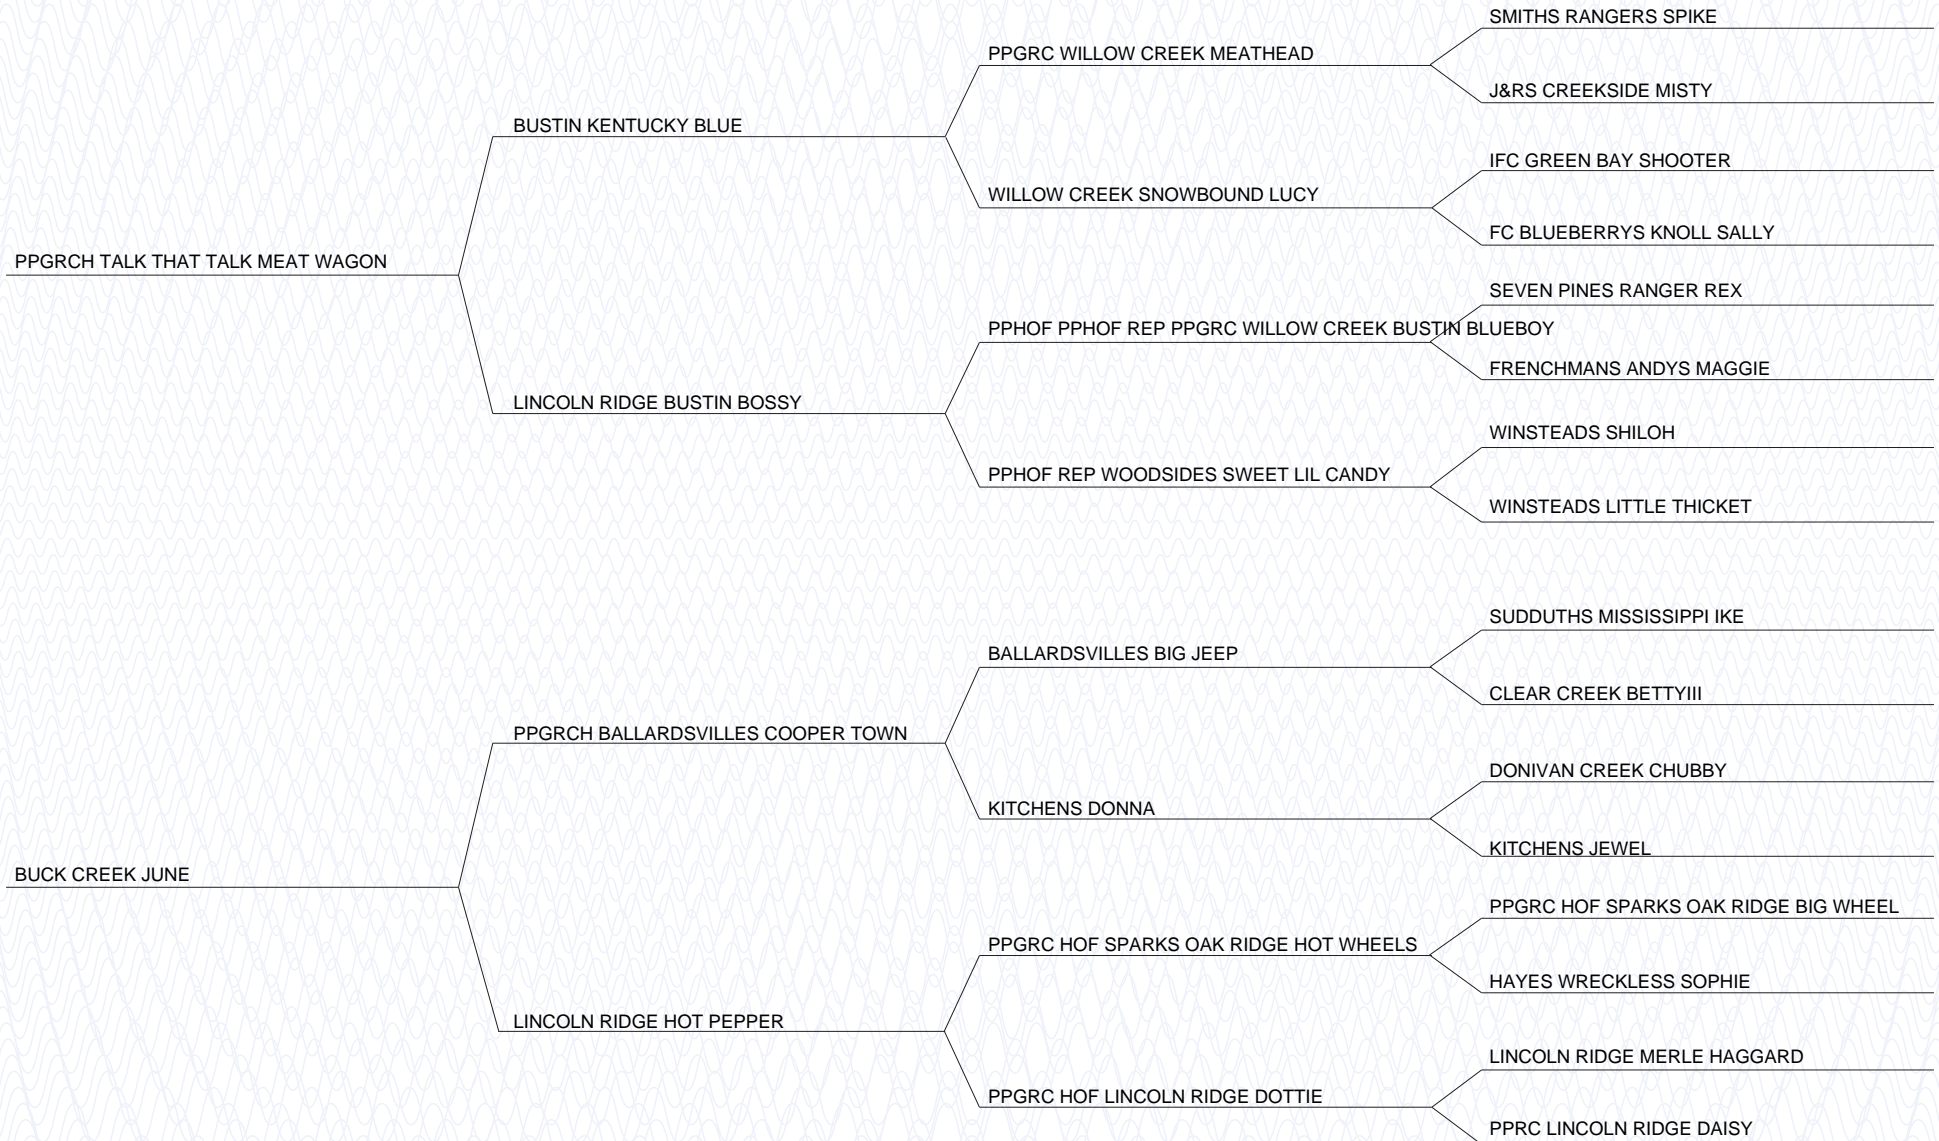 SMITHS RANGERS SPIKE
PPGRC WILLOW CREEK MEATHEAD
J&RS CREEKSIDE MISTY
BUSTIN KENTUCKY BLUE
IFC GREEN BAY SHOOTER
WILLOW CREEK SNOWBOUND LUCY
FC BLUEBERRYS KNOLL SALLY
PPGRCH TALK THAT TALK MEAT WAGON
SEVEN PINES RANGER REX
PPHOF PPHOF REP PPGRC WILLOW CREEK BUSTIN BLUEBOY
FRENCHMANS ANDYS MAGGIE
LINCOLN RIDGE BUSTIN BOSSY
WINSTEADS SHILOH
PPHOF REP WOODSIDES SWEET LIL CANDY
WINSTEADS LITTLE THICKET
SUDDUTHS MISSISSIPPI IKE
BALLARDSVILLES BIG JEEP
CLEAR CREEK BETTYIII
PPGRCH BALLARDSVILLES COOPER TOWN
DONIVAN CREEK CHUBBY
KITCHENS DONNA
KITCHENS JEWEL
BUCK CREEK JUNE
PPGRC HOF SPARKS OAK RIDGE BIG WHEEL
PPGRC HOF SPARKS OAK RIDGE HOT WHEELS
HAYES WRECKLESS SOPHIE
LINCOLN RIDGE HOT PEPPER
LINCOLN RIDGE MERLE HAGGARD
PPGRC HOF LINCOLN RIDGE DOTTIE
PPRC LINCOLN RIDGE DAISY